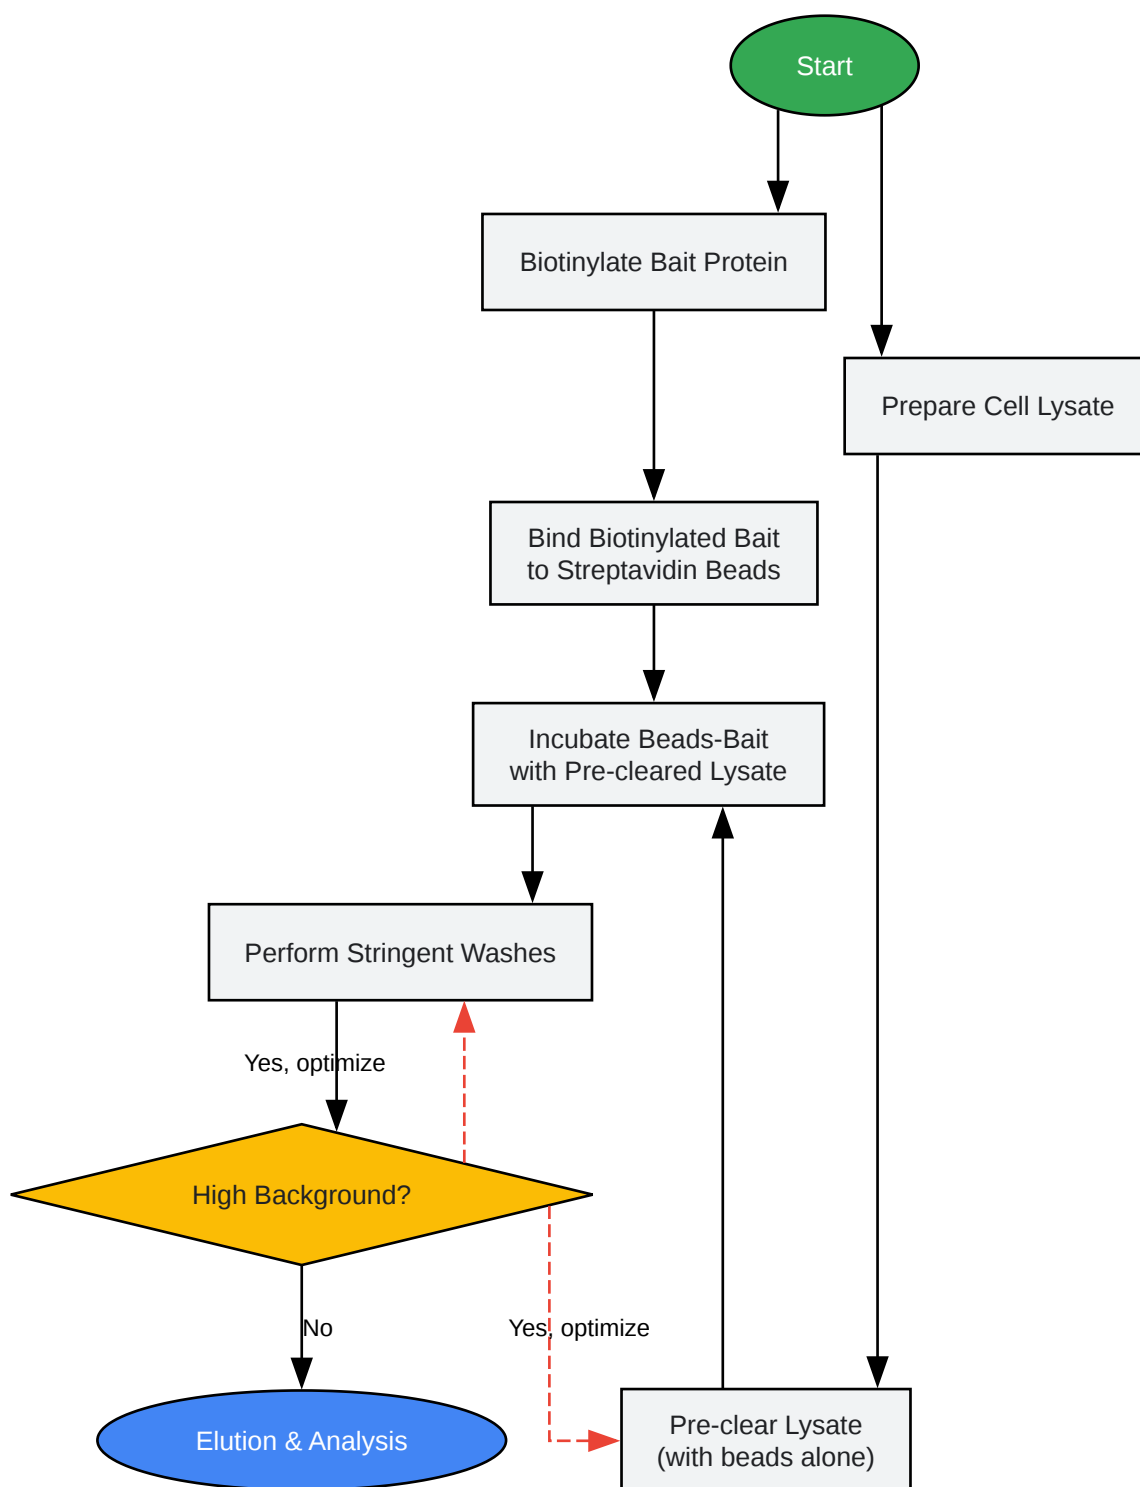 Start
Biotinylate Bait Protein
Prepare Cell Lysate
Bind Biotinylated Bait
to Streptavidin Beads
Incubate Beads-Bait
with Pre-cleared Lysate
Perform Stringent Washes
Yes, optimize
High Background?
No
Yes, optimize
Elution & Analysis
Pre-clear Lysate
(with beads alone)